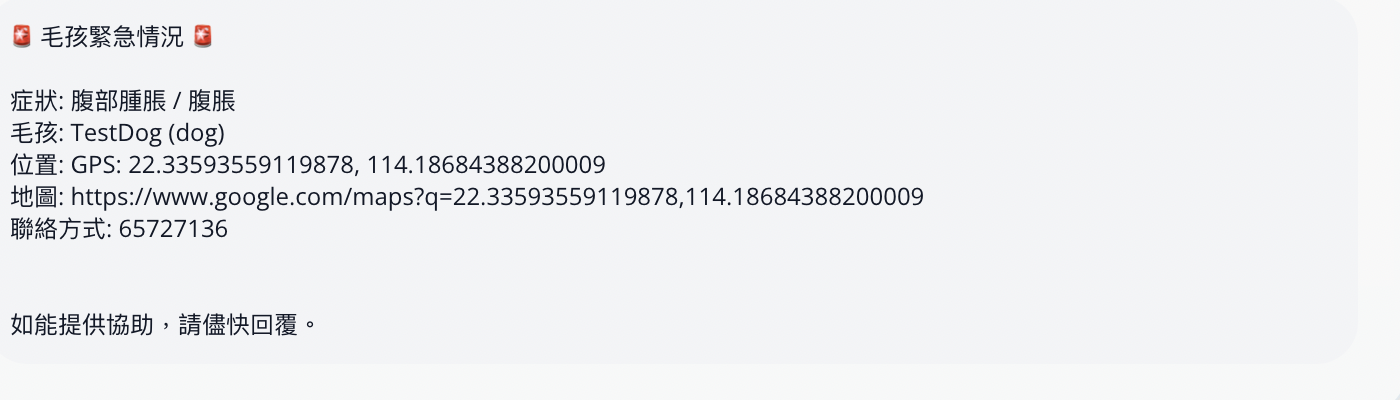 🚨 毛孩緊急情況 🚨
症狀: 腹部腫脹 / 腹脹
毛孩: TestDog (dog)
位置: GPS: 22.33593559119878, 114.18684388200009
地圖: https://www.google.com/maps?q=22.33593559119878,114.18684388200009
聯絡方式: 65727136
如能提供協助，請儘快回覆。